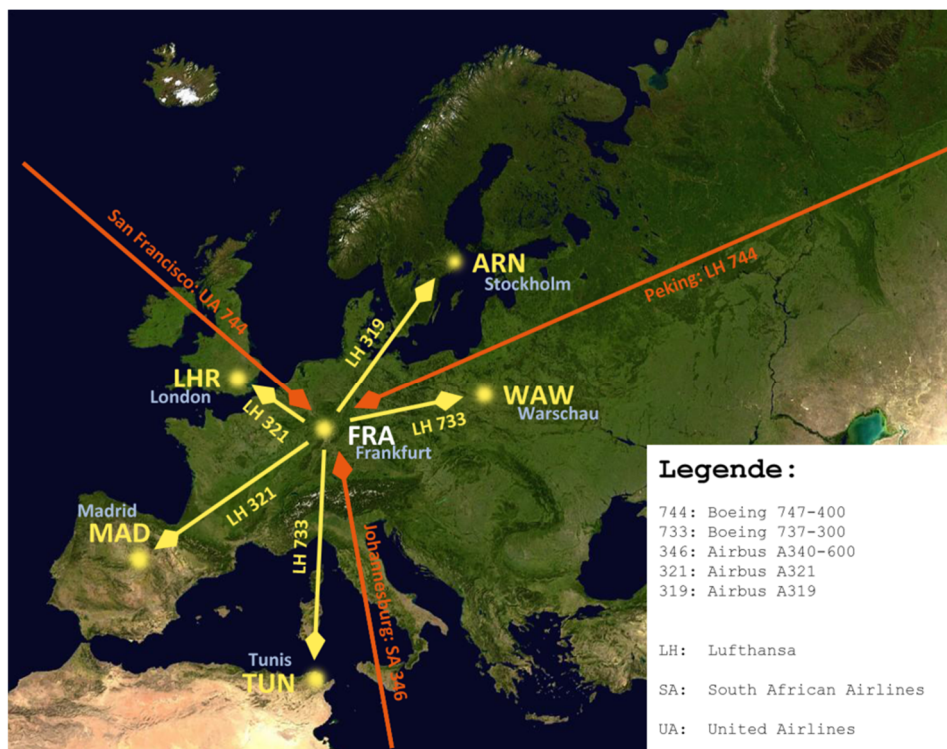 San Francisco: UA 744
ARN
Stockholm
Peking: LH 744
LH 319
LHR
London
LH 321
WAW
Warschau
LH 733
FRA
Frankfurt
LH 321
Madrid
MAD
LH 733
Johannesburg: SA 346
Tunis
TUN
Legende:
744: Boeing 747-400
733: Boeing 737-300
346: Airbus A340-600
321: Airbus A321
319: Airbus A319
LH: Lufthansa
SA: South African Airlines
UA: United Airlines